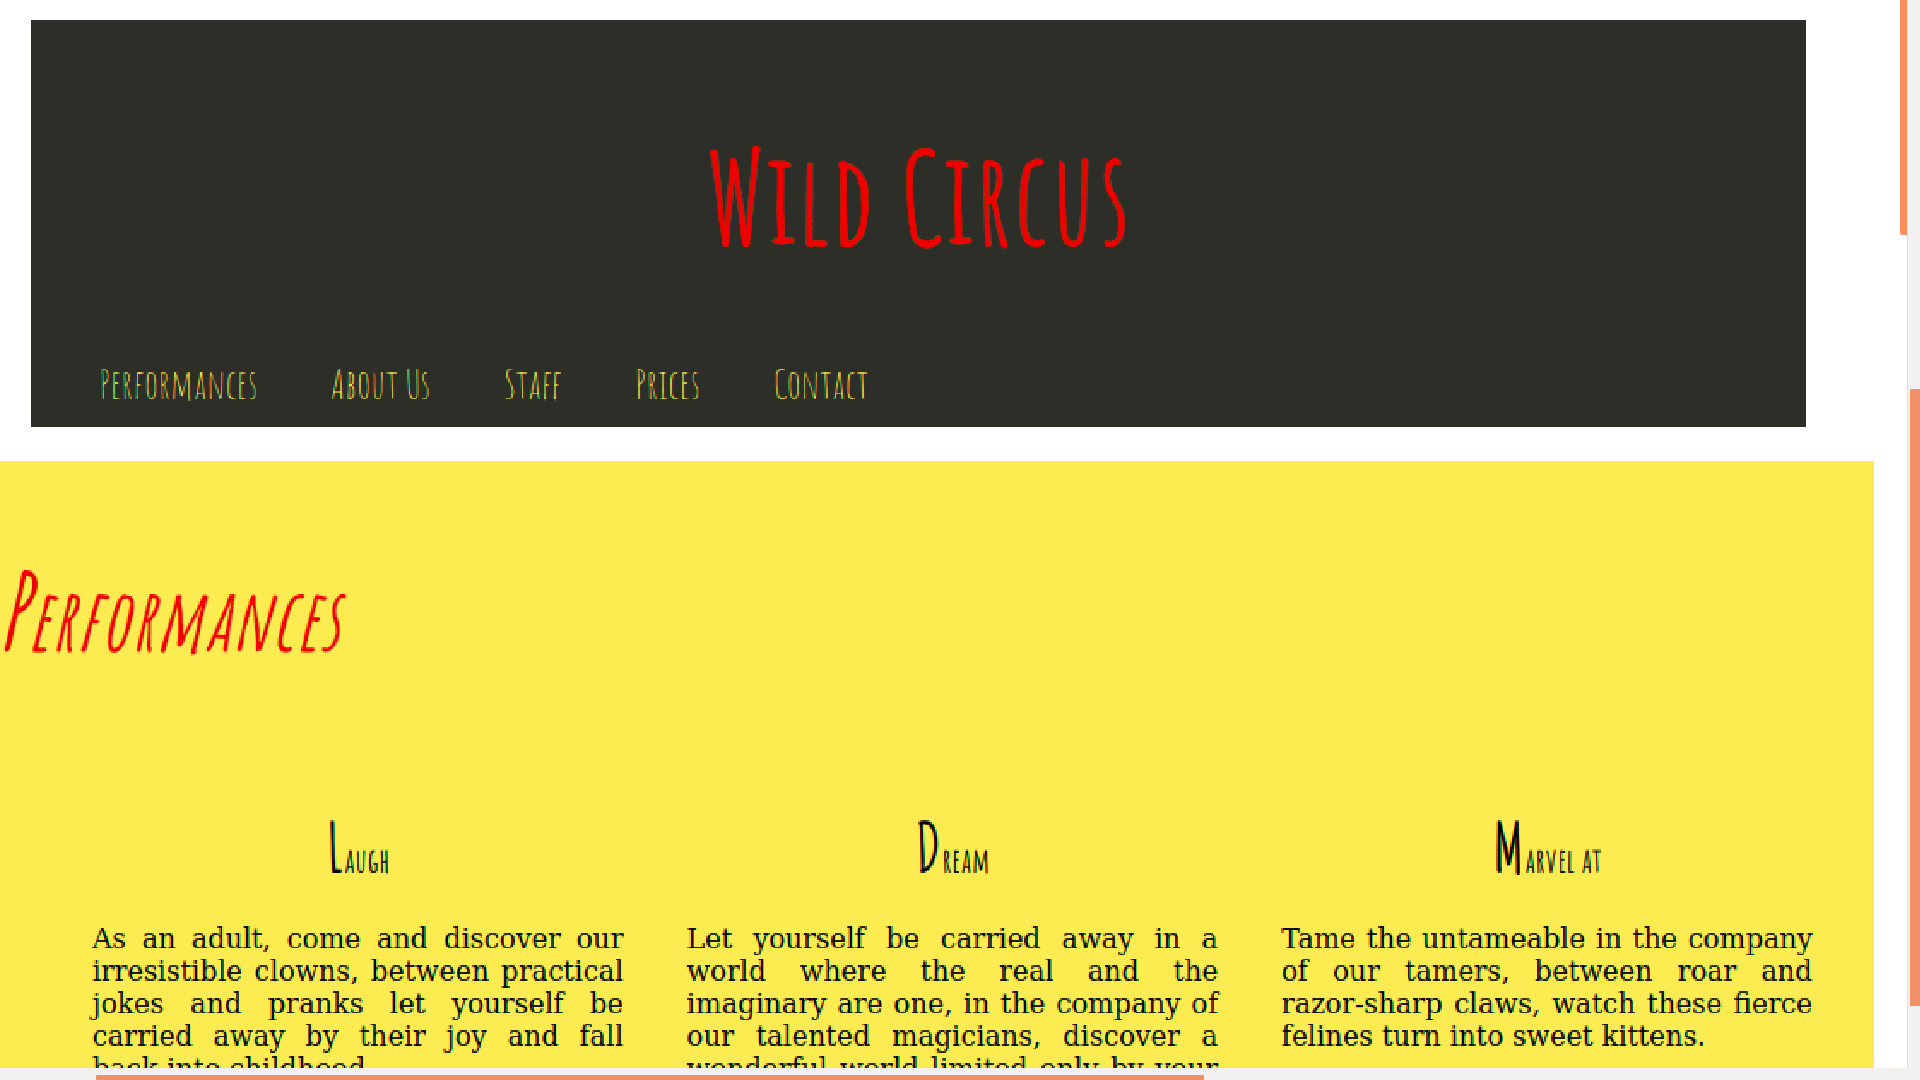 Wild Circus
Performances About Us Staff Prices Contact
Performances
Laugh
As an adult, come and discover our
irresistible clowns, between practical
jokes and pranks let yourself be
carried away by their joy and fall
back into childhood.
Dream
Let yourself be carried away in a
world where the real and the
imaginary are one, in the company of
our talented magicians, discover a
wonderful world limited only by your
Marvel at
Tame the untameable in the company
of our tamers, between roar and
razor-sharp claws, watch these fierce
felines turn into sweet kittens.